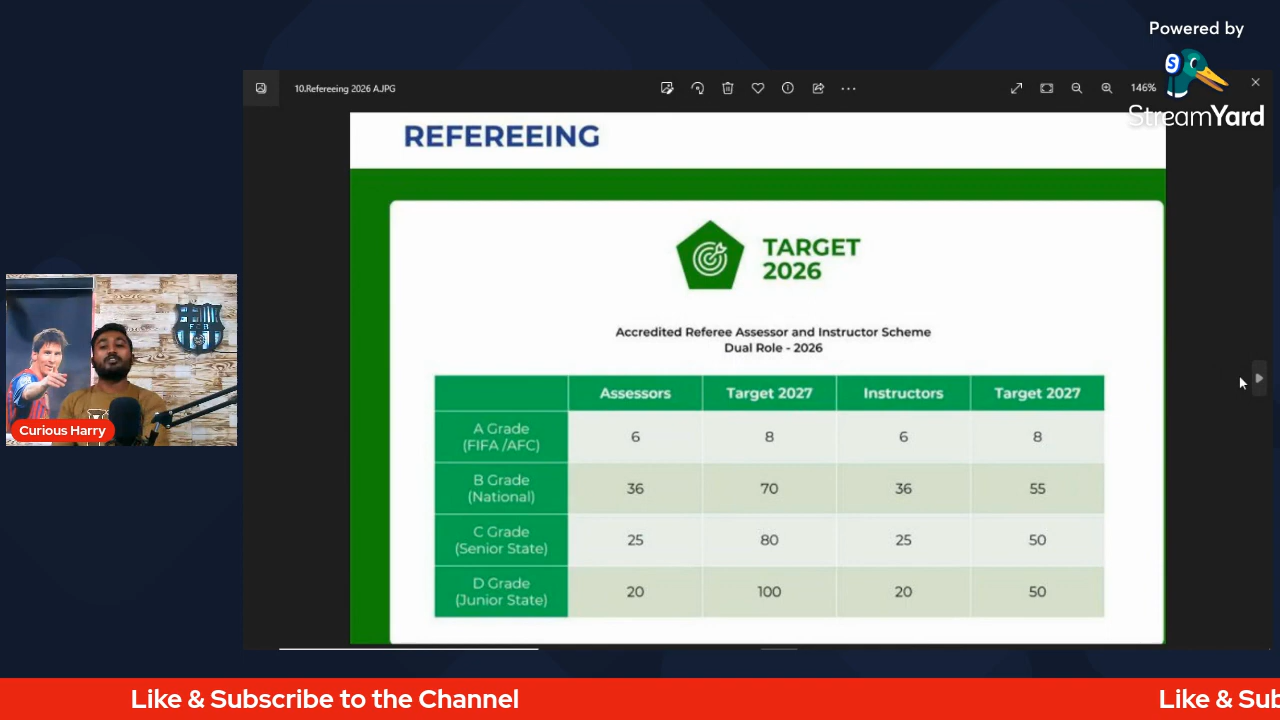 Powered by
StreamYard
10.Refereeing 2026 A.JPG
146%
REFEREEING
TARGET
2026
Accredited Referee Assessor and Instructor Scheme
Dual Role - 2026
Assessors Target 2027 Instructors Target 2027
A Grade
(FIFA /AFC) 6 8 6 8
B Grade
(National) 36 70 36 55
C Grade
(Senior State) 25 80 25 50
D Grade
(Junior State) 20 100 20 50
FCB
Curious Harry
Like & Subscribe to the Channel
Like & Sub